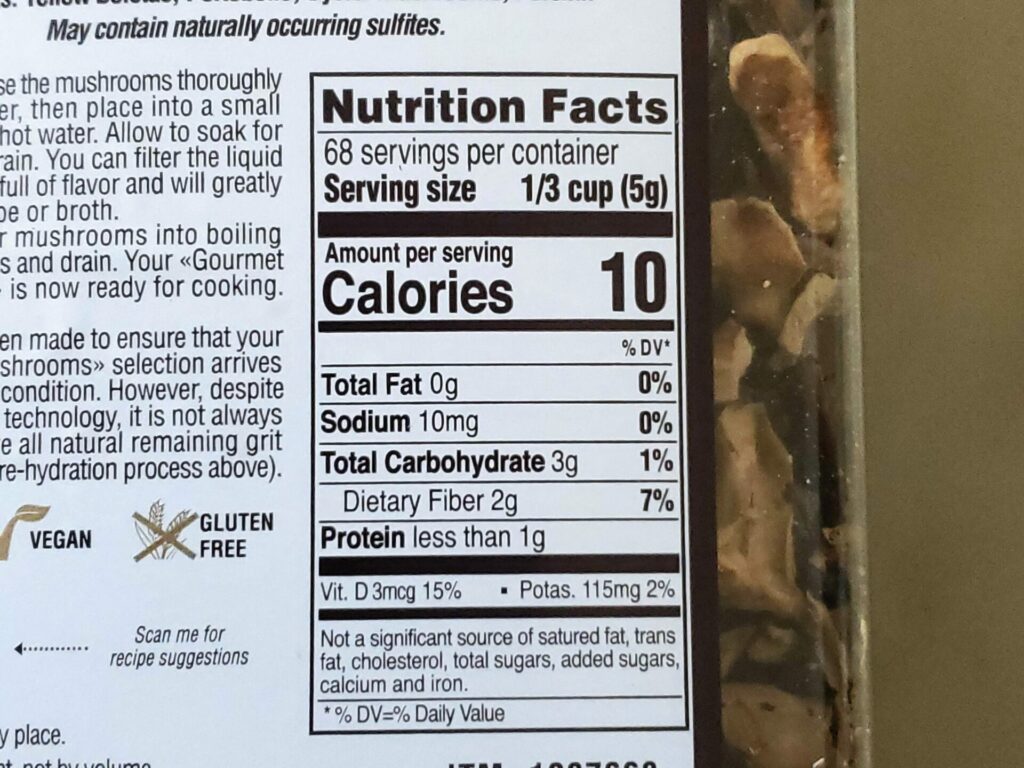 May contain naturally occurring sulfites.
se the mushrooms thoroughly
er, then place into a small
hot water. Allow to soak for
rain. You can filter the liquid
full of flavor and will greatly
pe or broth.
r mushrooms into boiling
s and drain. Your «Gourmet
is now ready for cooking.
en made to ensure that your
shrooms» selection arrives
condition. However, despite
technology, it is not always
e all natural remaining grit
re-hydration process above).
VEGAN
GLUTEN
FREE
Scan me for
recipe suggestions
y place.
not by volume
Nutrition Facts
68 servings per container
Serving size 1/3 cup (5g)
Amount per serving
Calories 10
% DV*
Total Fat 0g 0%
Sodium 10mg 0%
Total Carbohydrate 3g 1%
Dietary Fiber 2g 7%
Protein less than 1g
Vit. D 3mcg 15% ▪ Potas. 115mg 2%
Not a significant source of satured fat, trans
fat, cholesterol, total sugars, added sugars,
calcium and iron.
* % DV=% Daily Value